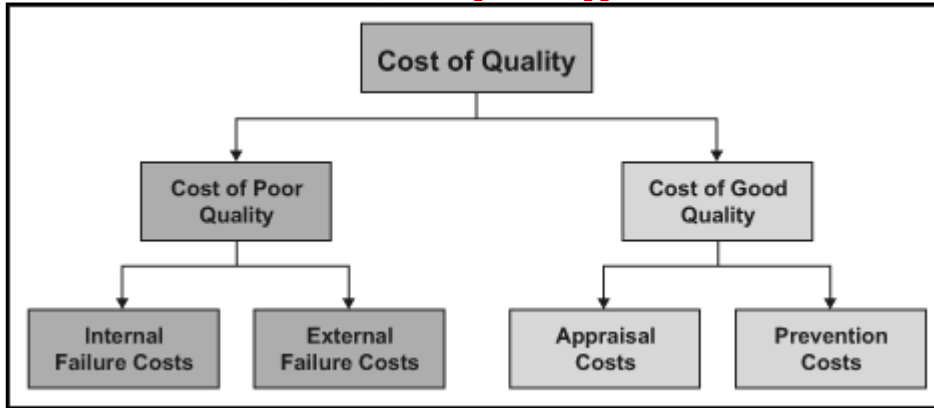 Cost of Quality
Cost of Poor
Quality
Cost of Good
Quality
Internal
Failure Costs
External
Failure Costs
Appraisal
Costs
Prevention
Costs